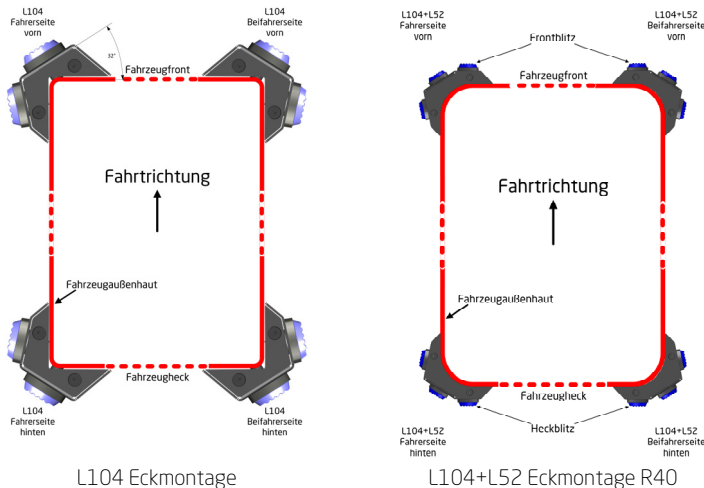 L104
Fahrerseite
vorn
L104
Beifahrerseite
vorn
32°
Fahrzeugfront
Fahrtrichtung
Fahrzeugaußenhaut
Fahrzeugheck
L104
Fahrerseite
hinten
L104
Beifahrerseite
hinten
L104 Eckmontage
L104+L52
Fahrerseite
vorn
L104+L52
Beifahrerseite
vorn
Frontblitz
Fahrzeugfront
Fahrtrichtung
Fahrzeugaußenhaut
Fahrzeugheck
Heckblitz
L104+L52
Fahrerseite
hinten
L104+L52
Beifahrerseite
hinten
L104+L52 Eckmontage R40